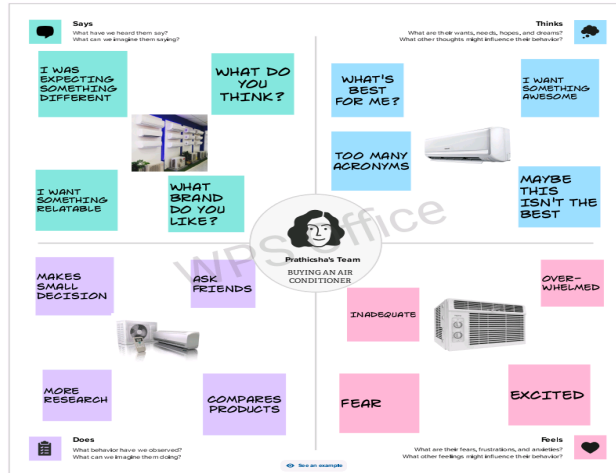 Says
What have we heard them say?
What can we imagine them saying?
Thinks
What are their wants, needs, hopes, and dreams?
What other thoughts might influence their behavior?
I WAS
EXPECTING
SOMETHING
DIFFERENT
WHAT DO
YOU
THINK?
WHAT'S
BEST
FOR ME?
I WANT
SOMETHING
AWESOME
I WANT
SOMETHING
RELATABLE
WHAT
BRAND
DO YOU
LIKE?
TOO MANY
ACRONYMS
MAYBE
THIS
ISN'T THE
BEST
WPS Office
Prathicsha's Team
BUYING AN AIR
CONDITIONER
MAKES
SMALL
DECISION
ASK
FRIENDS
INADEQUATE
OVER-
WHELMED
MORE
RESEARCH
COMPARES
PRODUCTS
FEAR
EXCITED
Does
What behavior have we observed?
What can we imagine them doing?
Feels
What are their fears, frustrations, and anxieties?
What other feelings might influence their behavior?
See an example